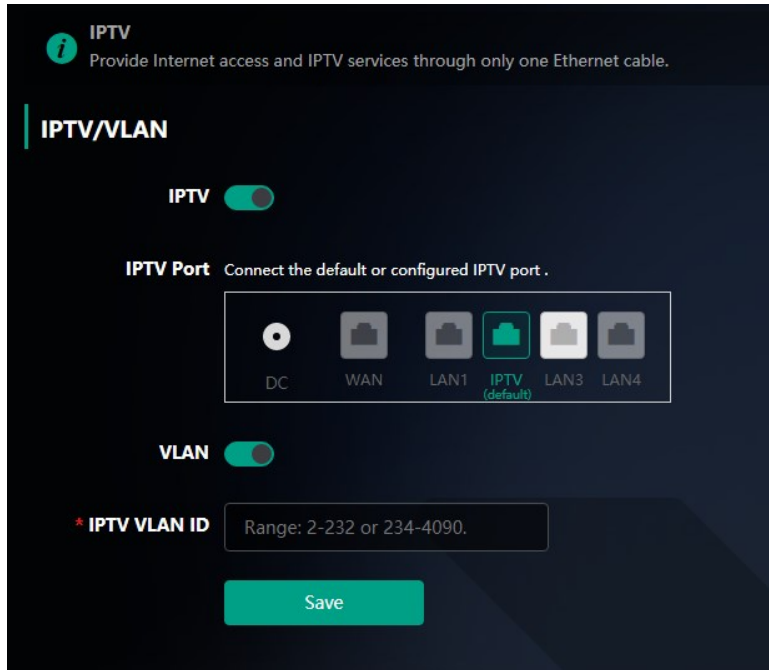 IPTV
Provide Internet access and IPTV services through only one Ethernet cable.
IPTV/VLAN
IPTV
IPTV Port Connect the default or configured IPTV port .
DC WAN LAN1 IPTV LAN3 LAN4
(default)
VLAN
* IPTV VLAN ID Range: 2-232 or 234-4090.
Save